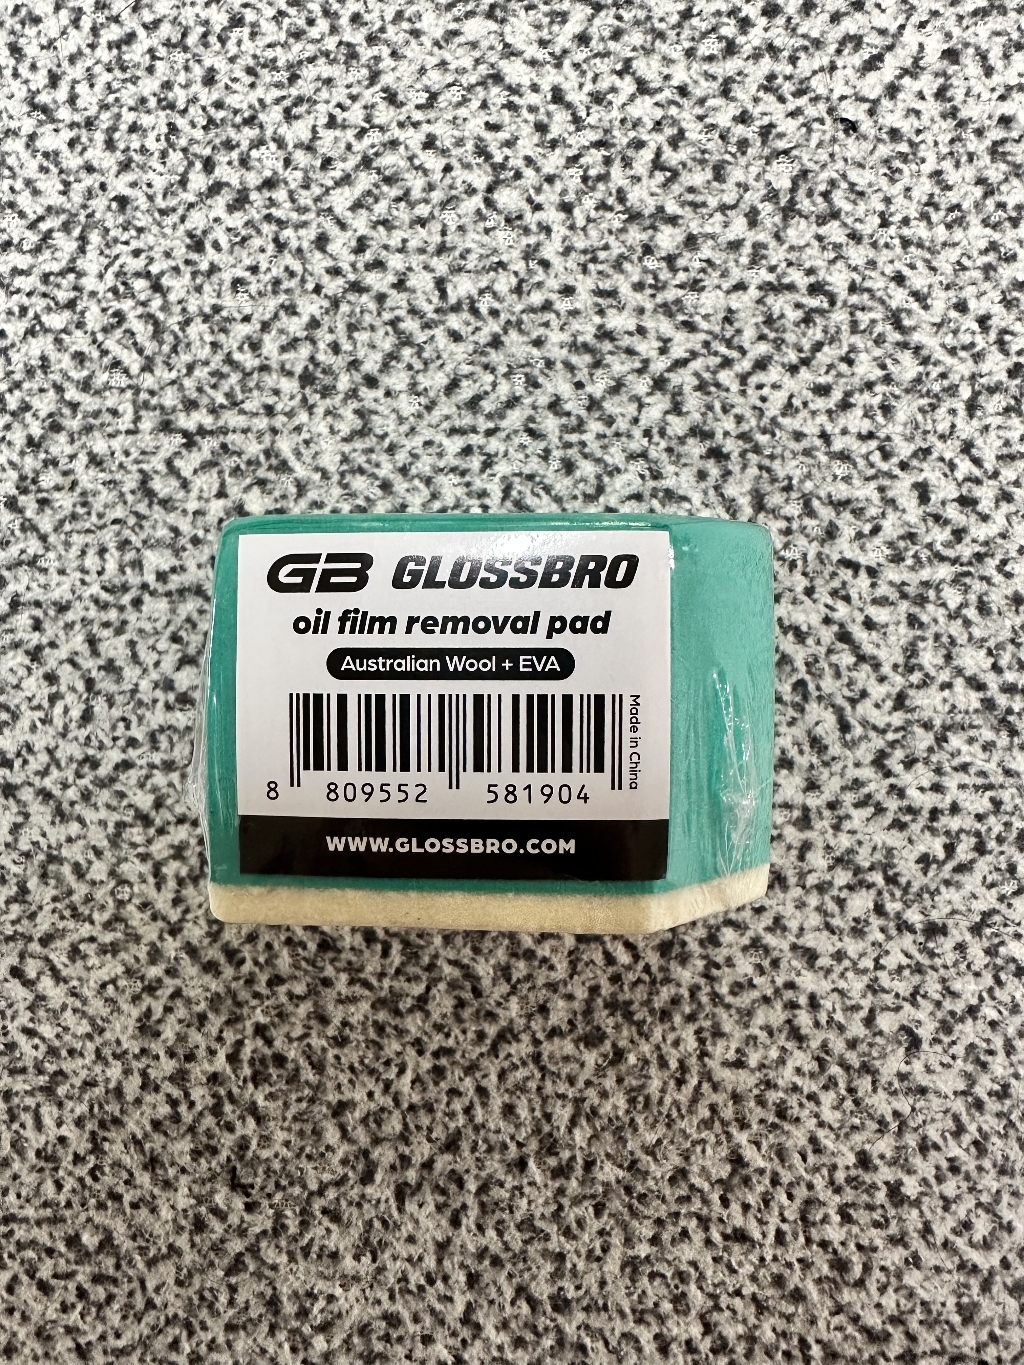 GB GLOSSBRO
oil film removal pad
Australian Wool + EVA
Made in China
8 809552 581904
WWW.GLOSSBRO.COM